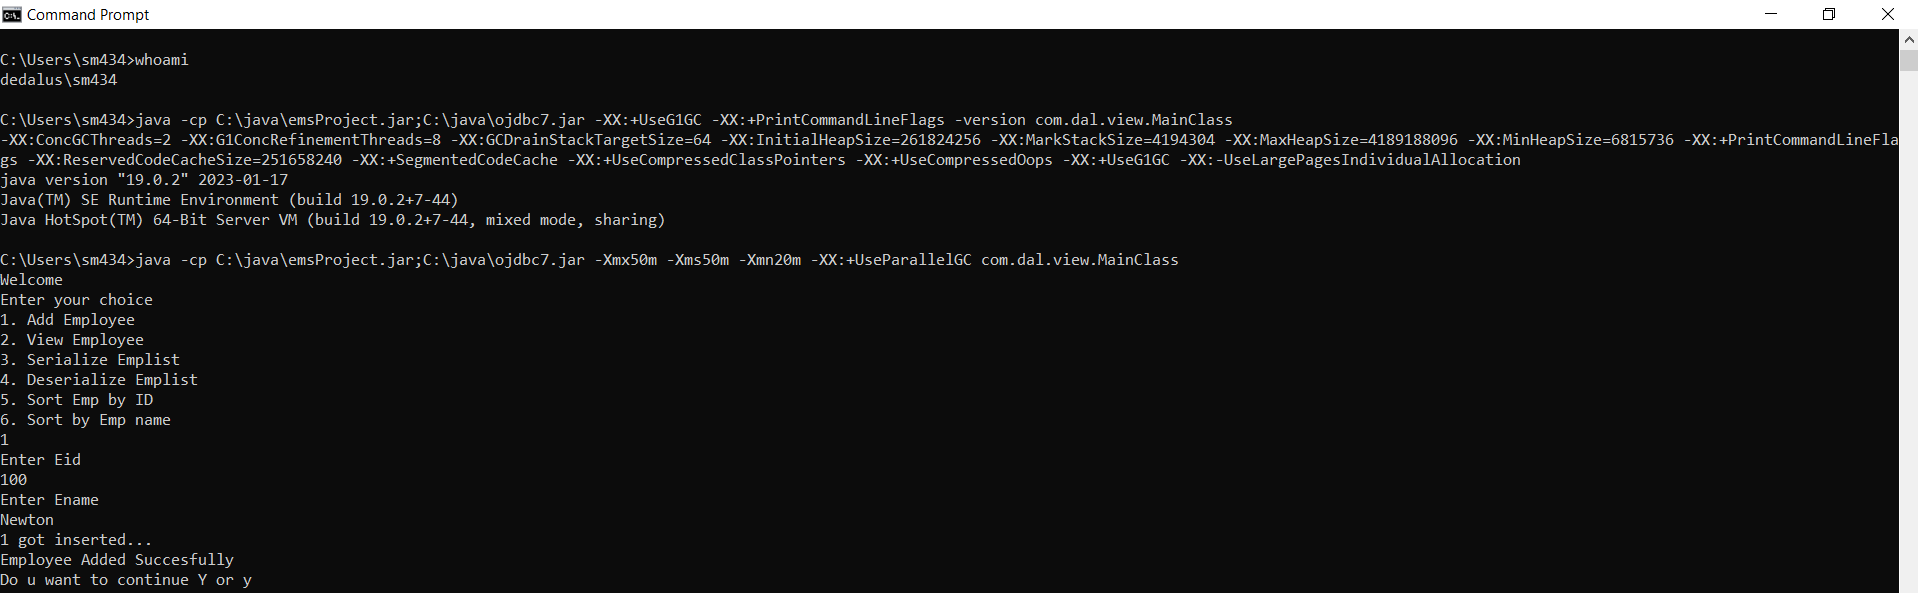 Command Prompt
C:\Users\sm434>whoami
dedalus\sm434
C:\Users\sm434>java -cp C:\java\emsProject.jar;C:\java\ojdbc7.jar -XX:+UseG1GC -XX:+PrintCommandLineFlags -version com.dal.view.MainClass
-XX:ConcGCThreads=2 -XX:G1ConcRefinementThreads=8 -XX:GCDrainStackTargetSize=64 -XX:InitialHeapSize=261824256 -XX:MarkStackSize=4194304 -XX:MaxHeapSize=4189188096 -XX:MinHeapSize=6815736 -XX:+PrintCommandLineFla
gs -XX:ReservedCodeCacheSize=251658240 -XX:+SegmentedCodeCache -XX:+UseCompressedClassPointers -XX:+UseCompressedOops -XX:+UseG1GC -XX:-UseLargePagesIndividualAllocation
java version "19.0.2" 2023-01-17
Java(TM) SE Runtime Environment (build 19.0.2+7-44)
Java HotSpot(TM) 64-Bit Server VM (build 19.0.2+7-44, mixed mode, sharing)
C:\Users\sm434>java -cp C:\java\emsProject.jar;C:\java\ojdbc7.jar -Xmx50m -Xms50m -Xmn20m -XX:+UseParallelGC com.dal.view.MainClass
Welcome
Enter your choice
1. Add Employee
2. View Employee
3. Serialize Emplist
4. Deserialize Emplist
5. Sort Emp by ID
6. Sort by Emp name
1
Enter Eid
100
Enter Ename
Newton
1 got inserted...
Employee Added Succesfully
Do u want to continue Y or y